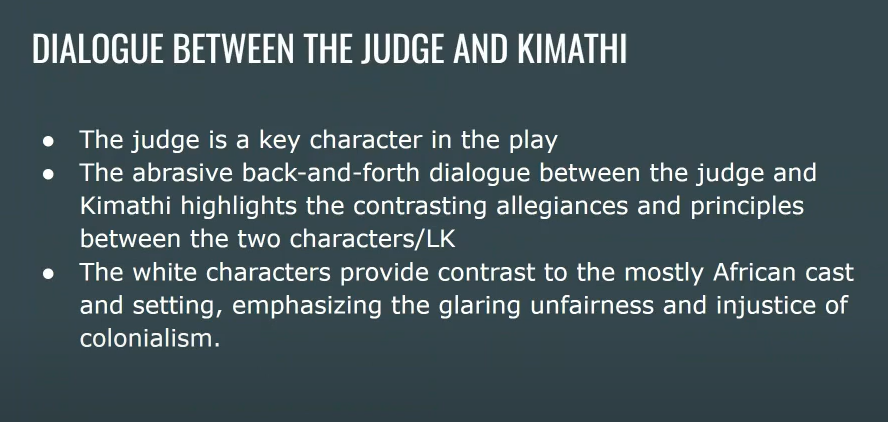 DIALOGUE BETWEEN THE JUDGE AND KIMATHI
● The judge is a key character in the play
● The abrasive back-and-forth dialogue between the judge and
Kimathi highlights the contrasting allegiances and principles
between the two characters/LK
● The white characters provide contrast to the mostly African cast
and setting, emphasizing the glaring unfairness and injustice of
colonialism.